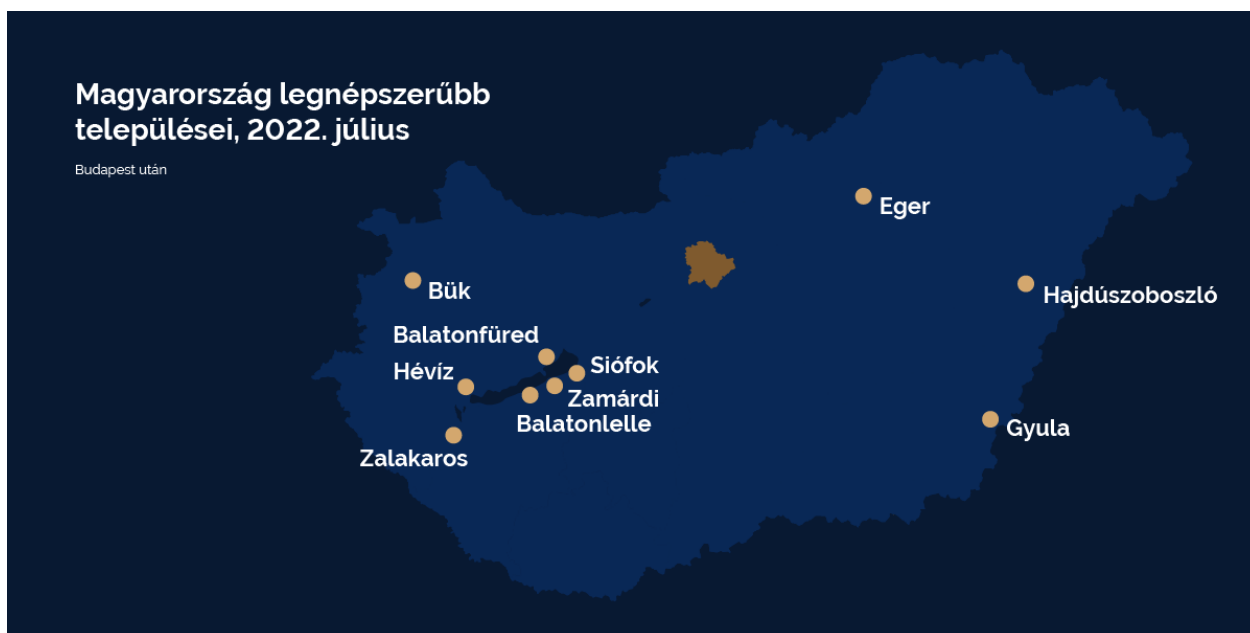 Magyarország legnépszerűbb
települései, 2022. július
Budapest után
Eger
Bük
Hajdúszoboszló
Balatonfüred
Siófok
Hévíz
Zamárdi
Balatonlelle
Gyula
Zalakaros